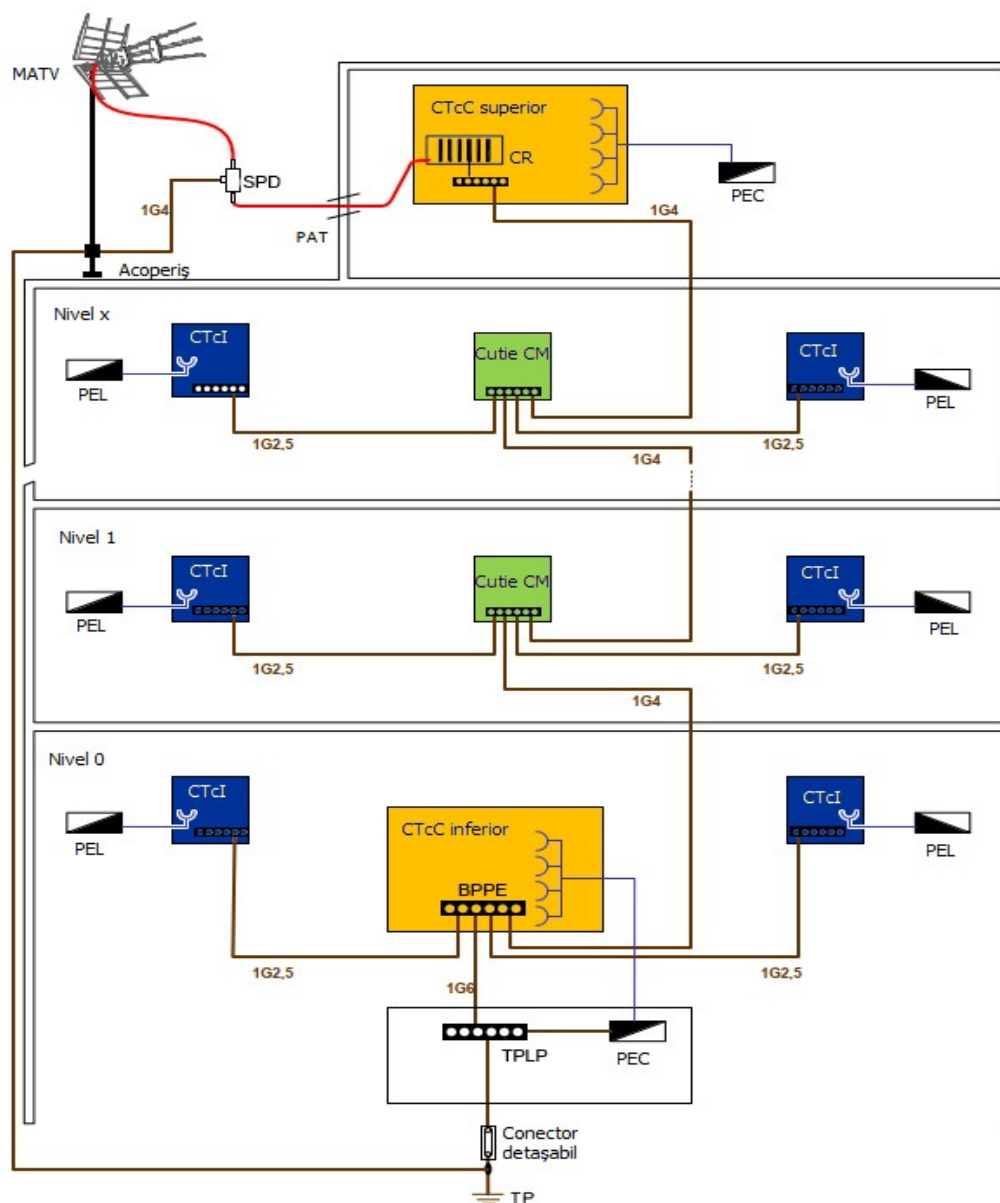 MATV
CTcC superior
CR
SPD
PEC
1G4
1G4
PAT
Acoperiş
Nivel x
CTcI
Cutie CM
CTcI
PEL
PEL
1G2,5
1G2,5
1G4
Nivel 1
CTcI
Cutie CM
CTcI
PEL
PEL
1G2,5
1G2,5
1G4
Nivel 0
CTcI
CTcI
CTcC inferior
PEL
PEL
BPPE
1G2,5
1G2,5
1G6
TPLP
PEC
Conector
detaşabil
TP